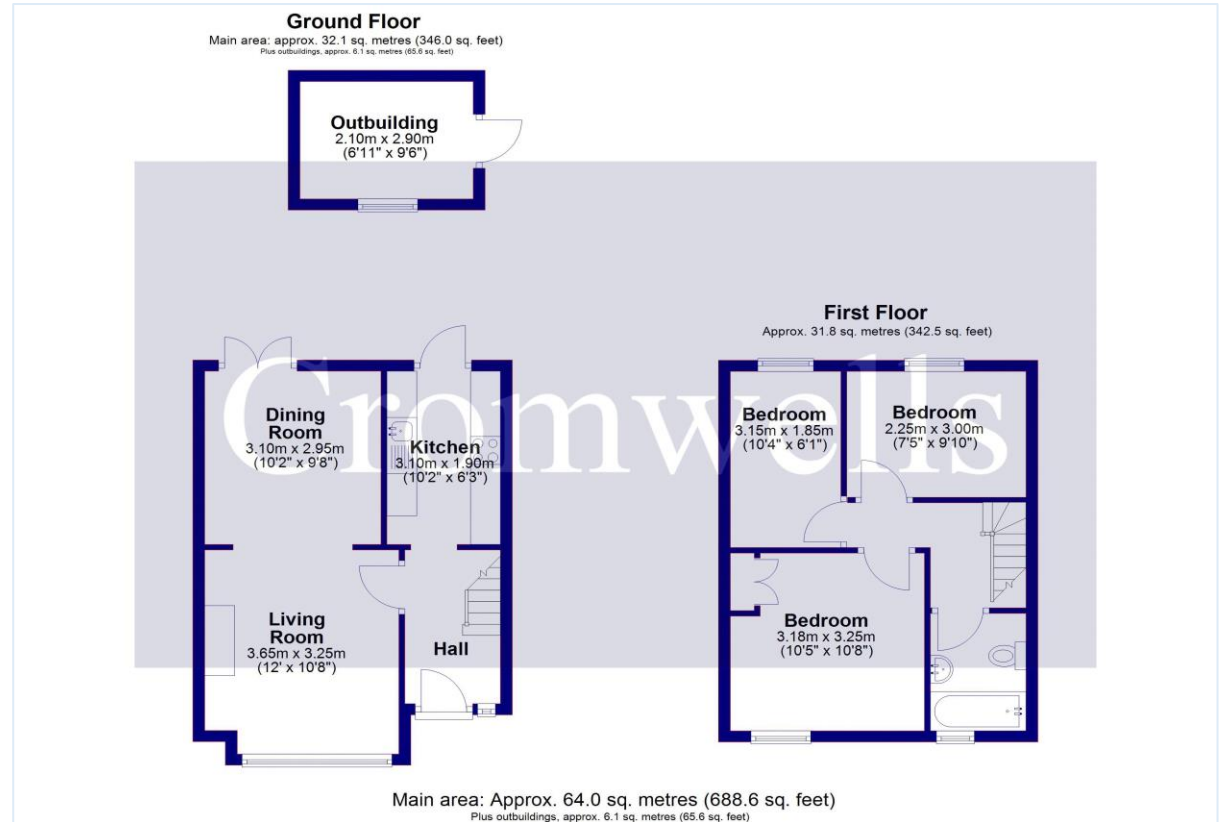 Ground Floor
Main area: approx. 32.1 sq. metres (346.0 sq. feet)
Plus outbuildings, approx. 6.1 sq. metres (65.6 sq. feet)
Outbuilding
2.10m x 2.90m
(6'11" x 9'6")
First Floor
Approx. 31.8 sq. metres (342.5 sq. feet)
Cromwells
Dining
Room
3.10m x 2.95m
(10'2" x 9'8")
Kitchen
3.10m x 1.90m
(10'2" x 6'3")
Bedroom
3.15m x 1.85m
(10'4" x 6'1")
Bedroom
2.25m x 3.00m
(7'5" x 9'10")
Living
Room
3.65m x 3.25m
(12' x 10'8")
Hall
Bedroom
3.18m x 3.25m
(10'5" x 10'8")
Main area: Approx. 64.0 sq. metres (688.6 sq. feet)
Plus outbuildings, approx. 6.1 sq. metres (65.6 sq. feet)